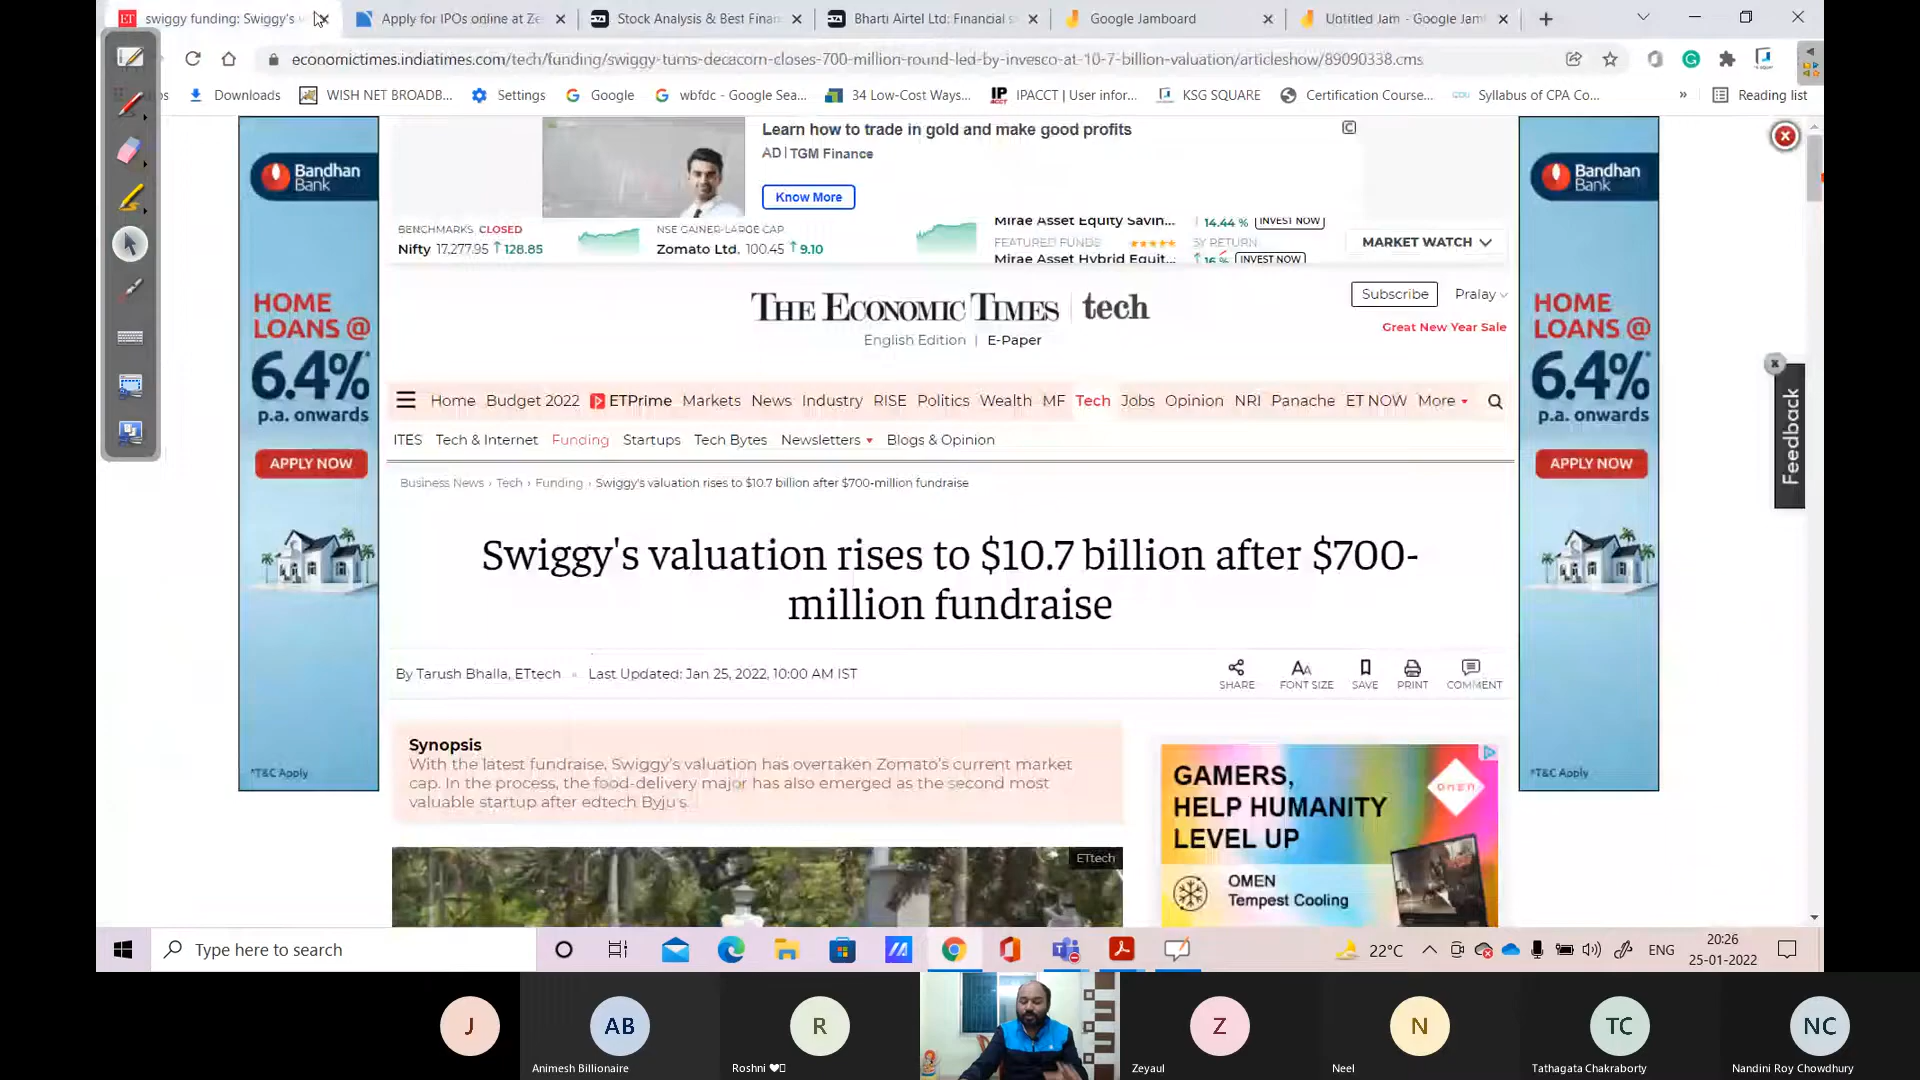 swiggy funding: Swiggy's v
Apply for IPOs online at Ze
Stock Analysis & Best Finan
Bharti Airtel Ltd: Financial s
Google Jamboard
Untitled Jam - Google Jam
economictimes.indiatimes.com/tech/funding/swiggy-turns-decacorn-closes-700-million-round-led-by-invesco-at-10-7-billion-valuation/articleshow/89090338.cms
Downloads
WISH NET BROADB...
Settings
Google
wbfdc - Google Sea...
34 Low-Cost Ways...
IPACCT | User infor...
KSG SQUARE
Certification Course...
Syllabus of CPA Co...
»
Reading list
Learn how to trade in gold and make good profits
AD | TGM Finance
Know More
BENCHMARKS CLOSED
Nifty 17,277.95 ↑ 128.85
NSE GAINER-LARGE CAP
Zomato Ltd. 100.45 ↑ 9.10
Mirae Asset Equity Savin...
14.44 % INVEST NOW
FEATURED FUNDS ★★★★★ 5Y RETURN
Mirae Asset Hybrid Equit...
16 % INVEST NOW
MARKET WATCH
Bandhan Bank
HOME
LOANS @
6.4%*
p.a. onwards
APPLY NOW
*T&C Apply
THE ECONOMIC TIMES | tech
English Edition | E-Paper
Subscribe
Pralay
Great New Year Sale
Home Budget 2022 ETPrime Markets News Industry RISE Politics Wealth MF Tech Jobs Opinion NRI Panache ET NOW More
ITES Tech & Internet Funding Startups Tech Bytes Newsletters Blogs & Opinion
Business News › Tech › Funding › Swiggy's valuation rises to $10.7 billion after $700-million fundraise
Swiggy's valuation rises to $10.7 billion after $700-
million fundraise
By Tarush Bhalla, ETtech • Last Updated: Jan 25, 2022, 10:00 AM IST
SHARE
FONT SIZE
SAVE
PRINT
COMMENT
Synopsis
With the latest fundraise, Swiggy's valuation has overtaken Zomato's current market
cap. In the process, the food-delivery major has also emerged as the second most
valuable startup after edtech Byju's.
ETtech
GAMERS,
HELP HUMANITY
LEVEL UP
OMEN
OMEN
Tempest Cooling
Bandhan Bank
HOME
LOANS @
6.4%*
p.a. onwards
APPLY NOW
*T&C Apply
Feedback
Type here to search
22°C
ENG
20:26
25-01-2022
J
AB
Animesh Billionaire
R
Roshni
Z
Zeyaul
N
Neel
TC
Tathagata Chakraborty
NC
Nandini Roy Chowdhury